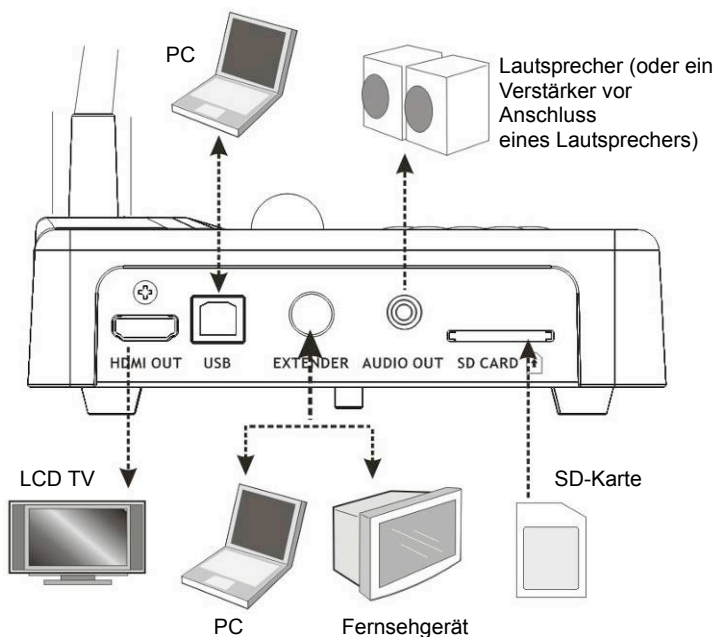 PC
Lautsprecher (oder ein
Verstärker vor
Anschluss
eines Lautsprechers)
HDMI OUT USB EXTENDER AUDIO OUT SD CARD
LCD TV
SD-Karte
PC Fernsehgerät